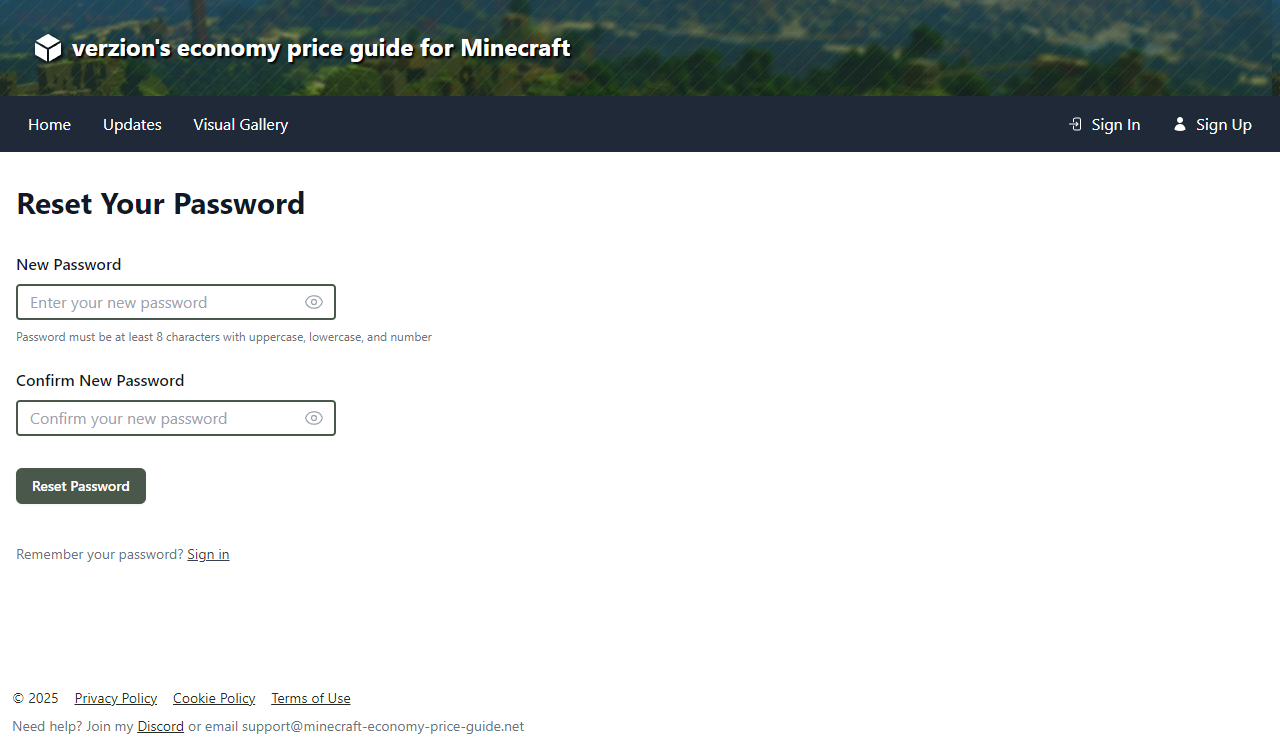 verzion's economy price guide for Minecraft
Home Updates Visual Gallery Sign In Sign Up
Reset Your Password
New Password
Enter your new password
Password must be at least 8 characters with uppercase, lowercase, and number
Confirm New Password
Confirm your new password
Reset Password
Remember your password? Sign in
© 2025 Privacy Policy Cookie Policy Terms of Use
Need help? Join my Discord or email support@minecraft-economy-price-guide.net